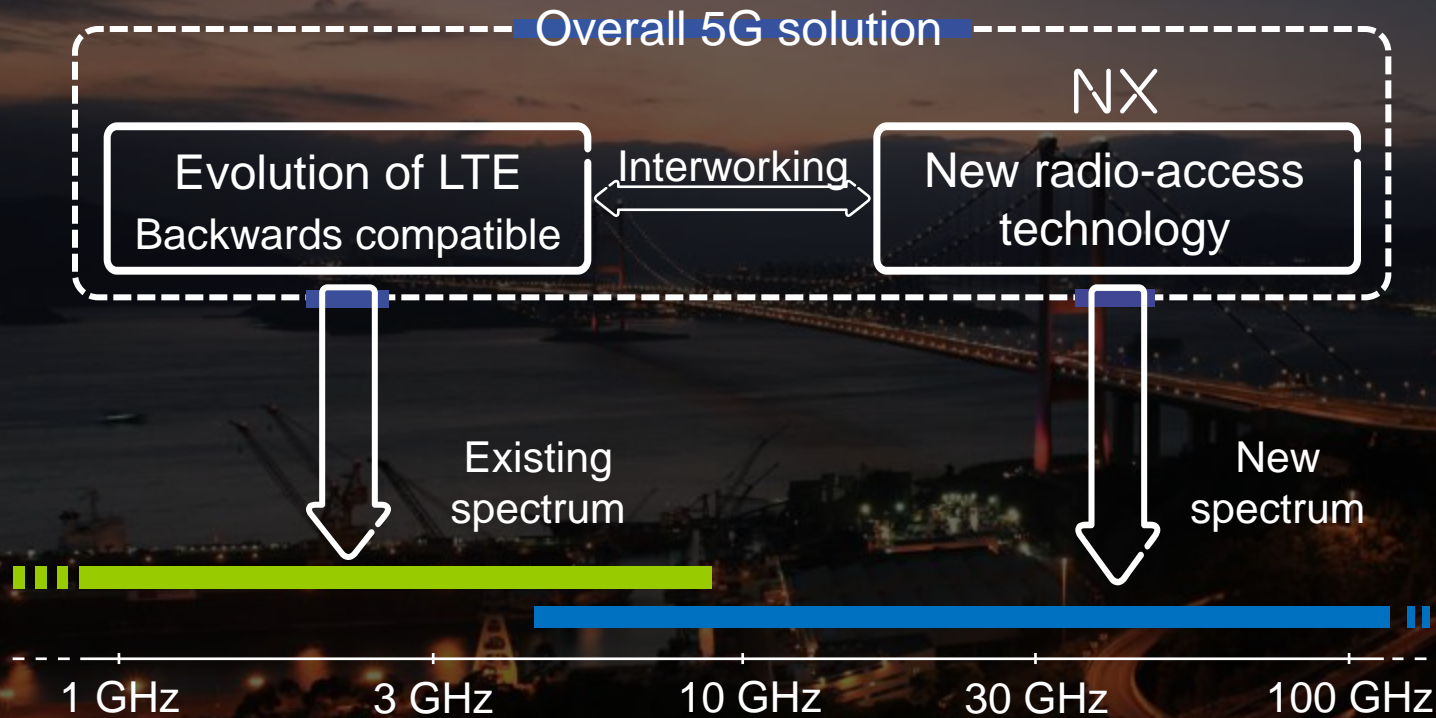 Overall 5G solution
NX
Evolution of LTE
Backwards compatible
Interworking
New radio-access
technology
Existing
spectrum
New
spectrum
1 GHz
3 GHz
10 GHz
30 GHz
100 GHz